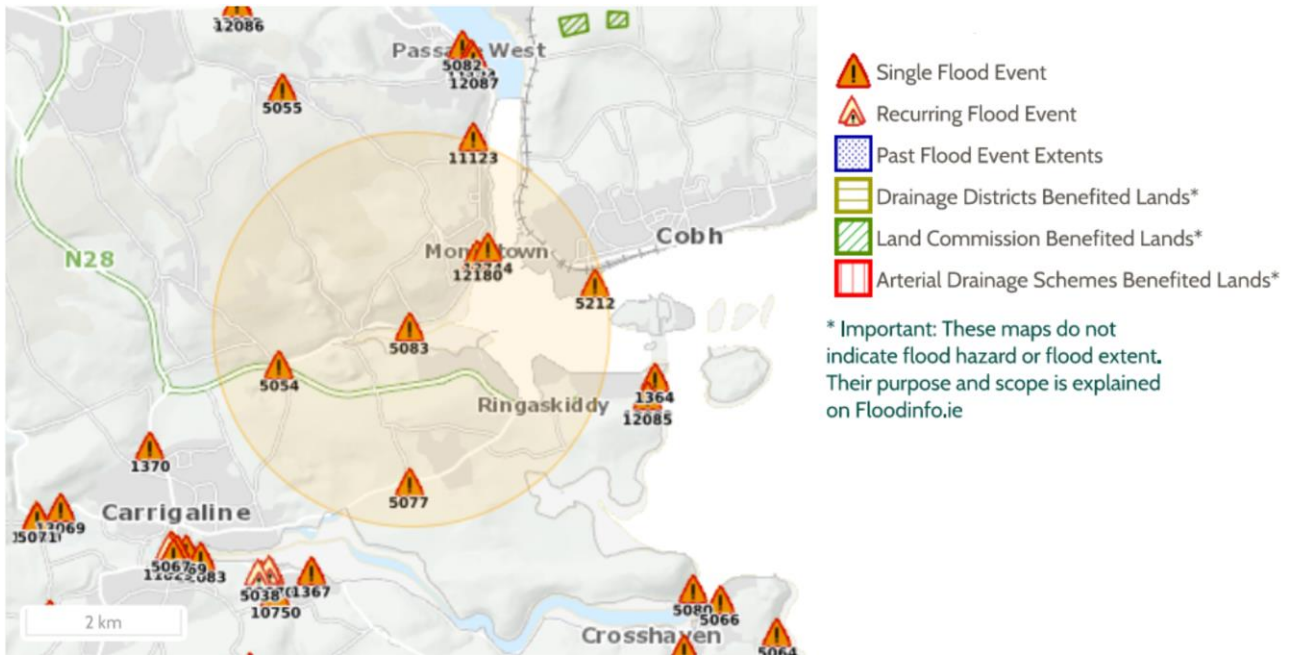 12086
Passage West
5082
12087
5055
11123
N28
Cobh
12180
5212
5083
5054
Ringaskiddy
1364
12085
1370
5077
Carrigaline
5067
5038
1367
10750
5080
5066
Crosshaven
5064
2 km
Single Flood Event
Recurring Flood Event
Past Flood Event Extents
Drainage Districts Benefited Lands*
Land Commission Benefited Lands*
Arterial Drainage Schemes Benefited Lands*
* Important: These maps do not
indicate flood hazard or flood extent.
Their purpose and scope is explained
on Floodinfo.ie